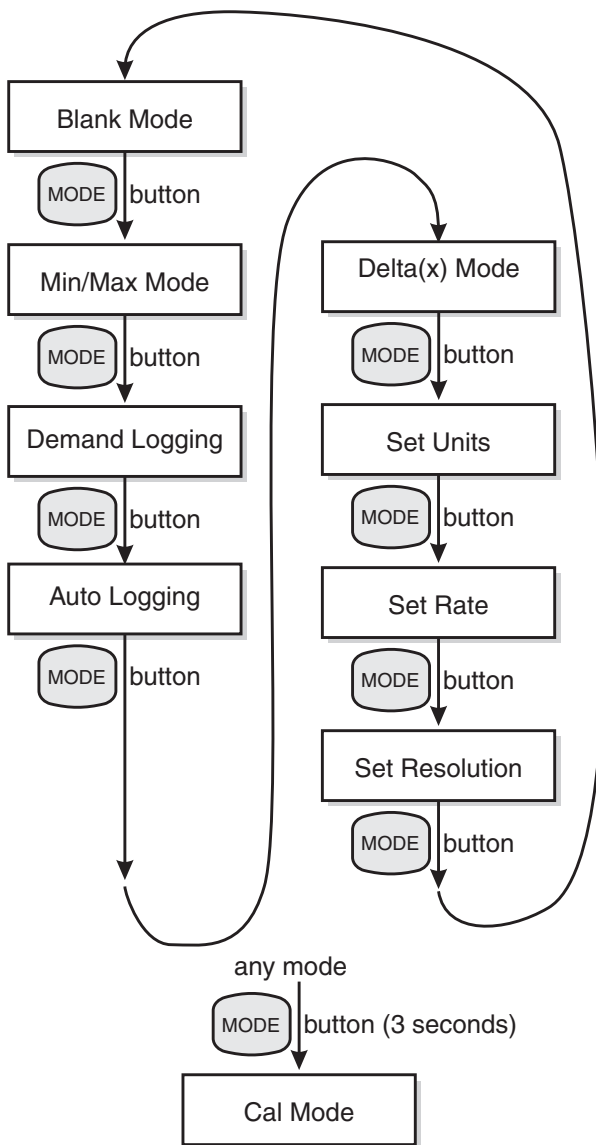 Blank Mode
MODE button
Min/Max Mode
MODE button
Demand Logging
MODE button
Auto Logging
MODE button
Delta(x) Mode
MODE button
Set Units
MODE button
Set Rate
MODE button
Set Resolution
MODE button
any mode
MODE button (3 seconds)
Cal Mode